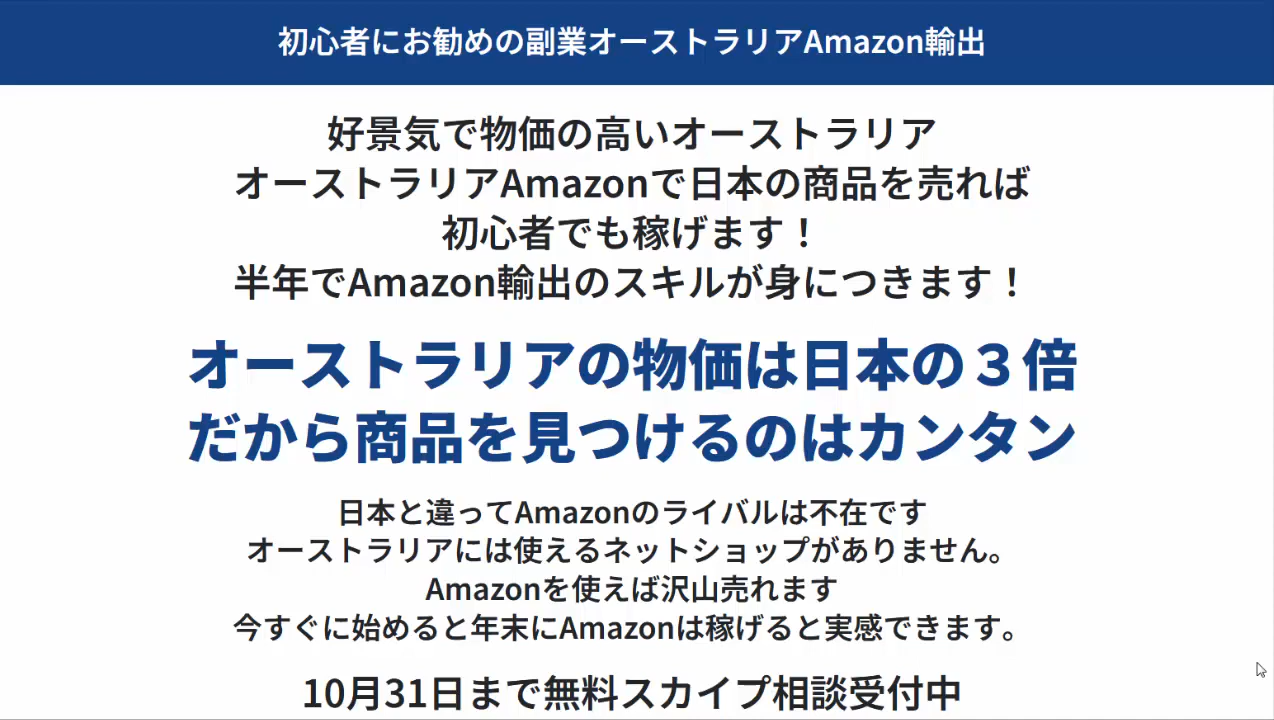 初心者にお勧めの副業オーストラリアAmazon輸出
好景気で物価の高いオーストラリア
オーストラリアAmazonで日本の商品を売れば
初心者でも稼げます！
半年でAmazon輸出のスキルが身につきます！
オーストラリアの物価は日本の３倍
だから商品を見つけるのはカンタン
日本と違ってAmazonのライバルは不在です
オーストラリアには使えるネットショップがありません。
Amazonを使えば沢山売れます
今すぐに始めると年末にAmazonは稼げると実感できます。
10月31日まで無料スカイプ相談受付中